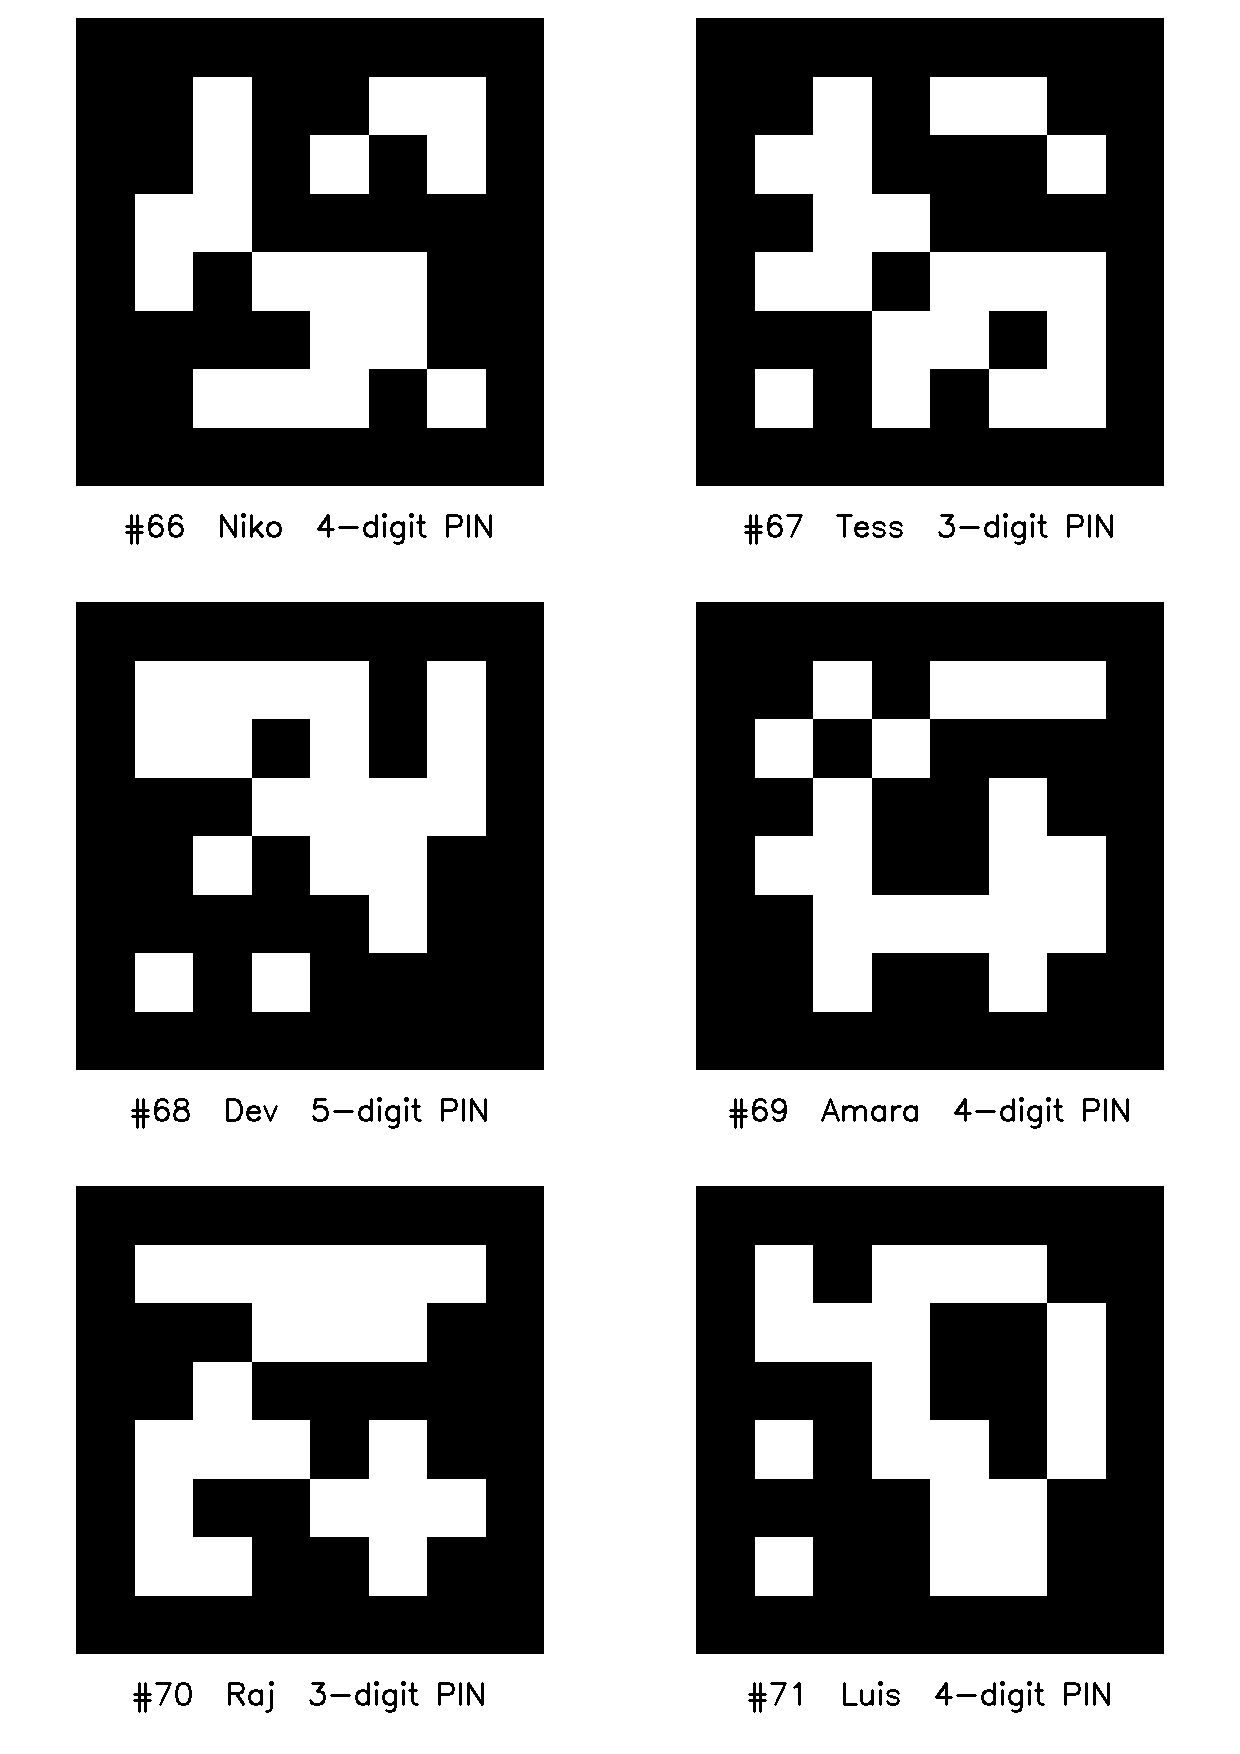 #66 Niko 4-digit PIN
#67 Tess 3-digit PIN
#68 Dev 5-digit PIN
#69 Amara 4-digit PIN
#70 Raj 3-digit PIN
#71 Luis 4-digit PIN